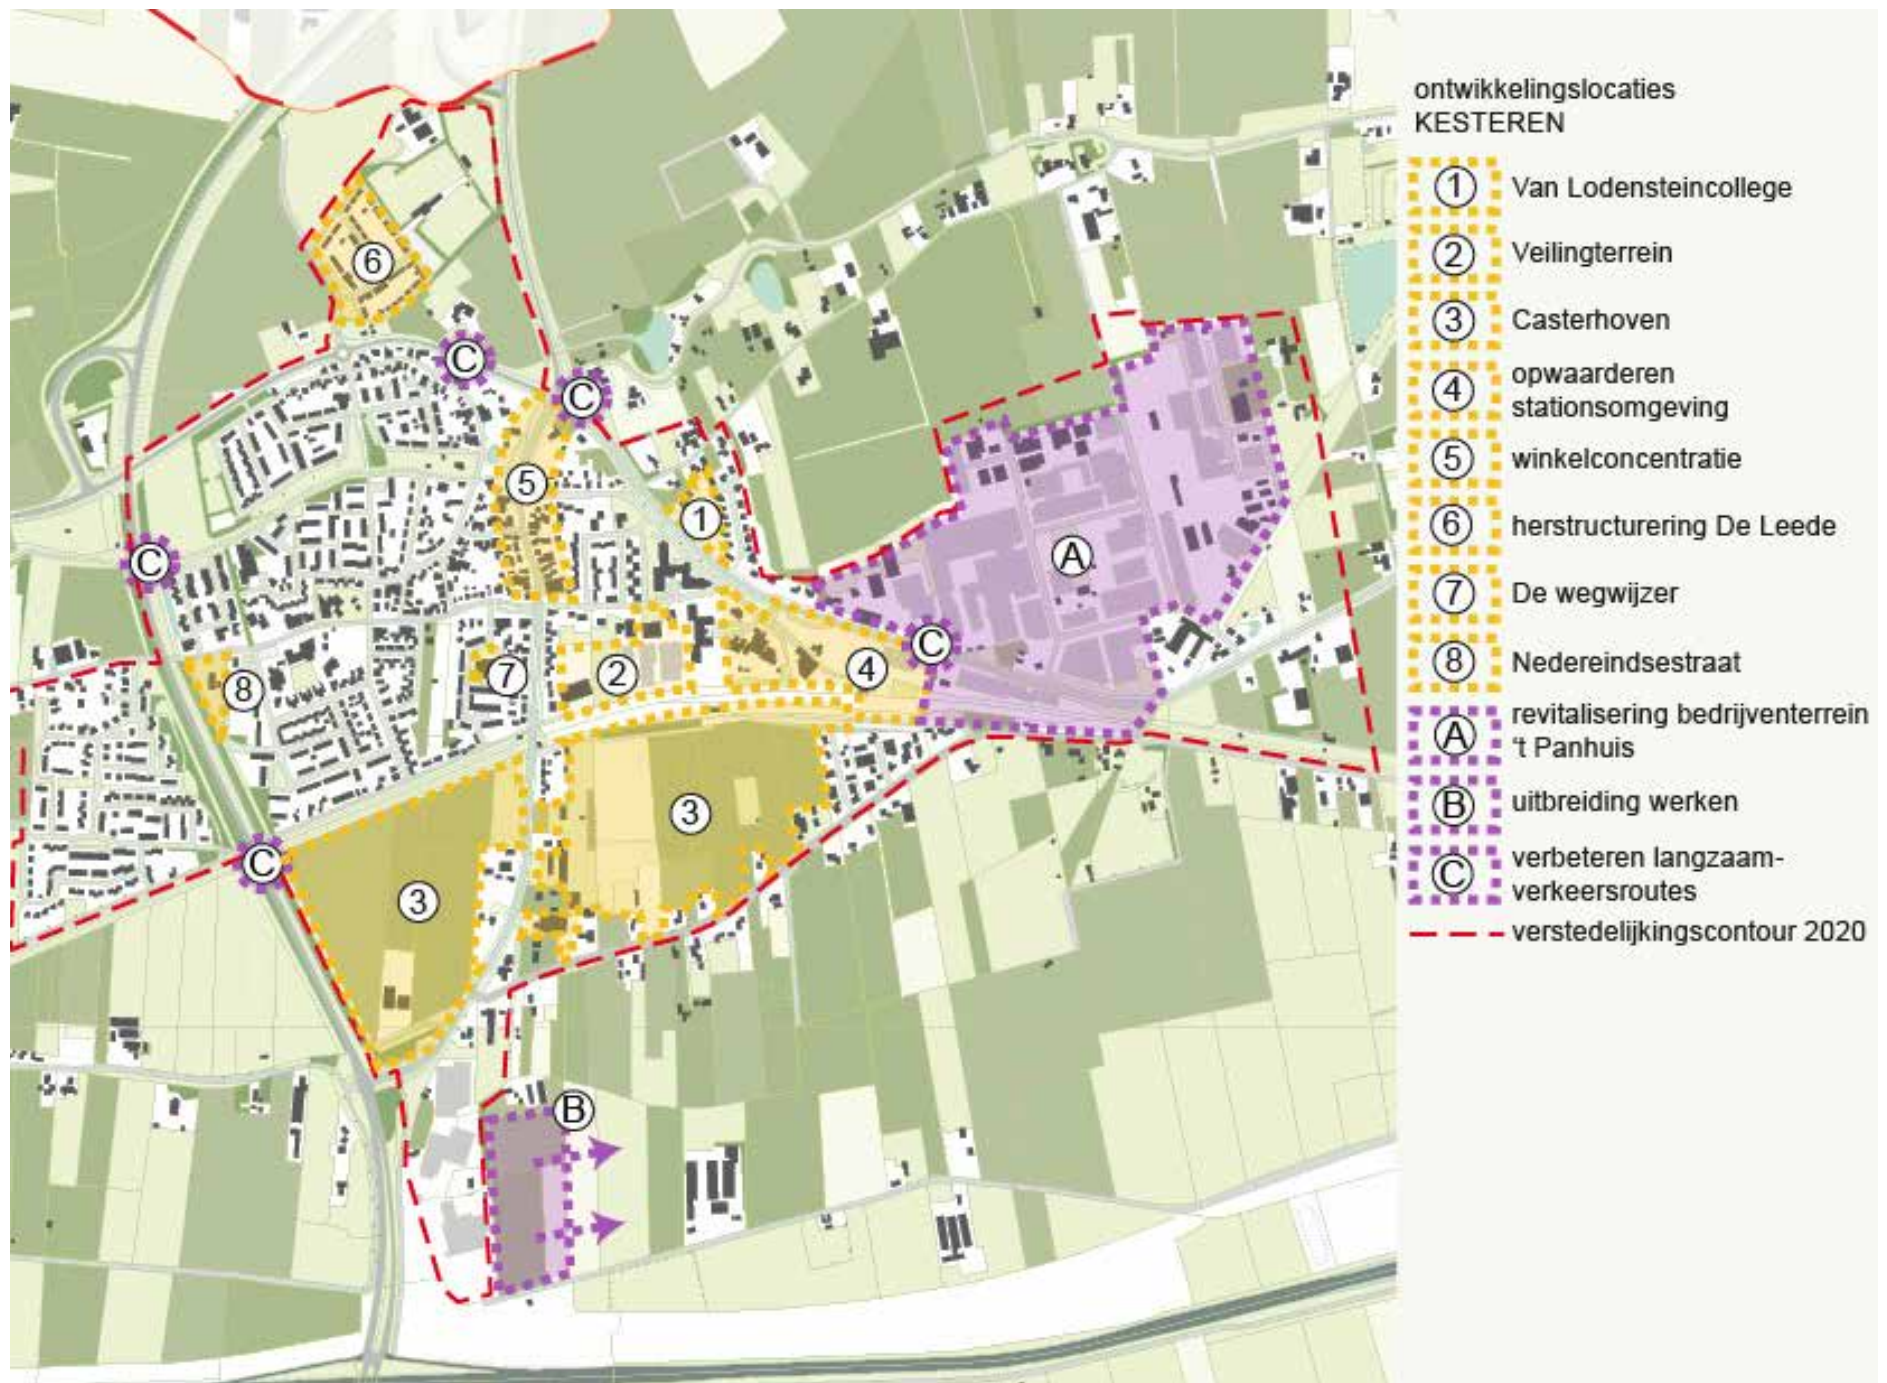 ontwikkelingslocaties
KESTEREN
1 Van Lodensteincollege
2 Veilingterrein
3 Casterhoven
4 opwaarderen
stationsomgeving
5 winkelconcentratie
6 herstructurering De Leede
7 De wegwijzer
8 Nedereindsestraat
A revitalisering bedrijventerrein
't Panhuis
B uitbreiding werken
C verbeteren langzaam-
verkeersroutes
verstedelijkingscontour 2020
6
C
C
5
1
C
A
C
4
2
7
8
3
C
3
B